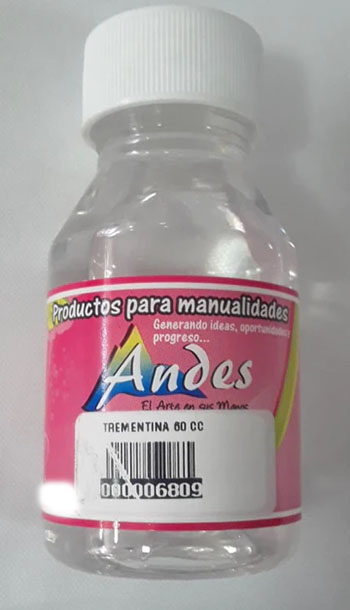 Productos para manualidades
Generando ideas, oportunidades y
progreso...
Andes
El Arte en sus Manos
TREMENTINA 60 CC
000006809